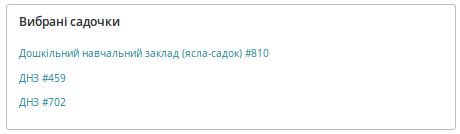 Вибрані садочки
Дошкільний навчальний заклад (ясла-садок) #810
ДНЗ #459
ДНЗ #702